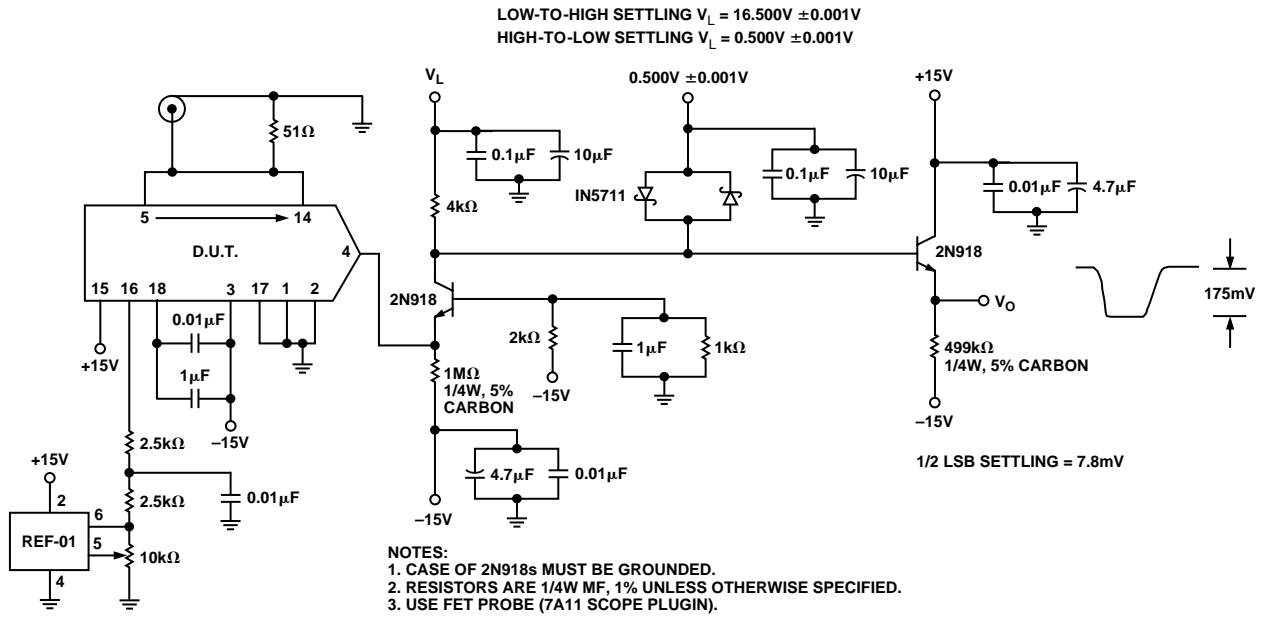 LOW-TO-HIGH SETTLING VL = 16.500V ±0.001V
HIGH-TO-LOW SETTLING VL = 0.500V ±0.001V
VL
0.500V ±0.001V
+15V
51Ω
0.1μF
10μF
0.1μF
10μF
0.01μF
4.7μF
IN5711
4kΩ
5
14
D.U.T.
4
2N918
2N918
15
16
18
3
17
1
2
VO
175mV
0.01μF
2kΩ
1μF
1kΩ
+15V
1μF
1MΩ
1/4W, 5%
CARBON
499kΩ
1/4W, 5% CARBON
–15V
–15V
–15V
2.5kΩ
1/2 LSB SETTLING = 7.8mV
+15V
2.5kΩ
0.01μF
4.7μF
0.01μF
2
6
REF-01
5
10kΩ
–15V
4
NOTES:
1. CASE OF 2N918s MUST BE GROUNDED.
2. RESISTORS ARE 1/4W MF, 1% UNLESS OTHERWISE SPECIFIED.
3. USE FET PROBE (7A11 SCOPE PLUGIN).